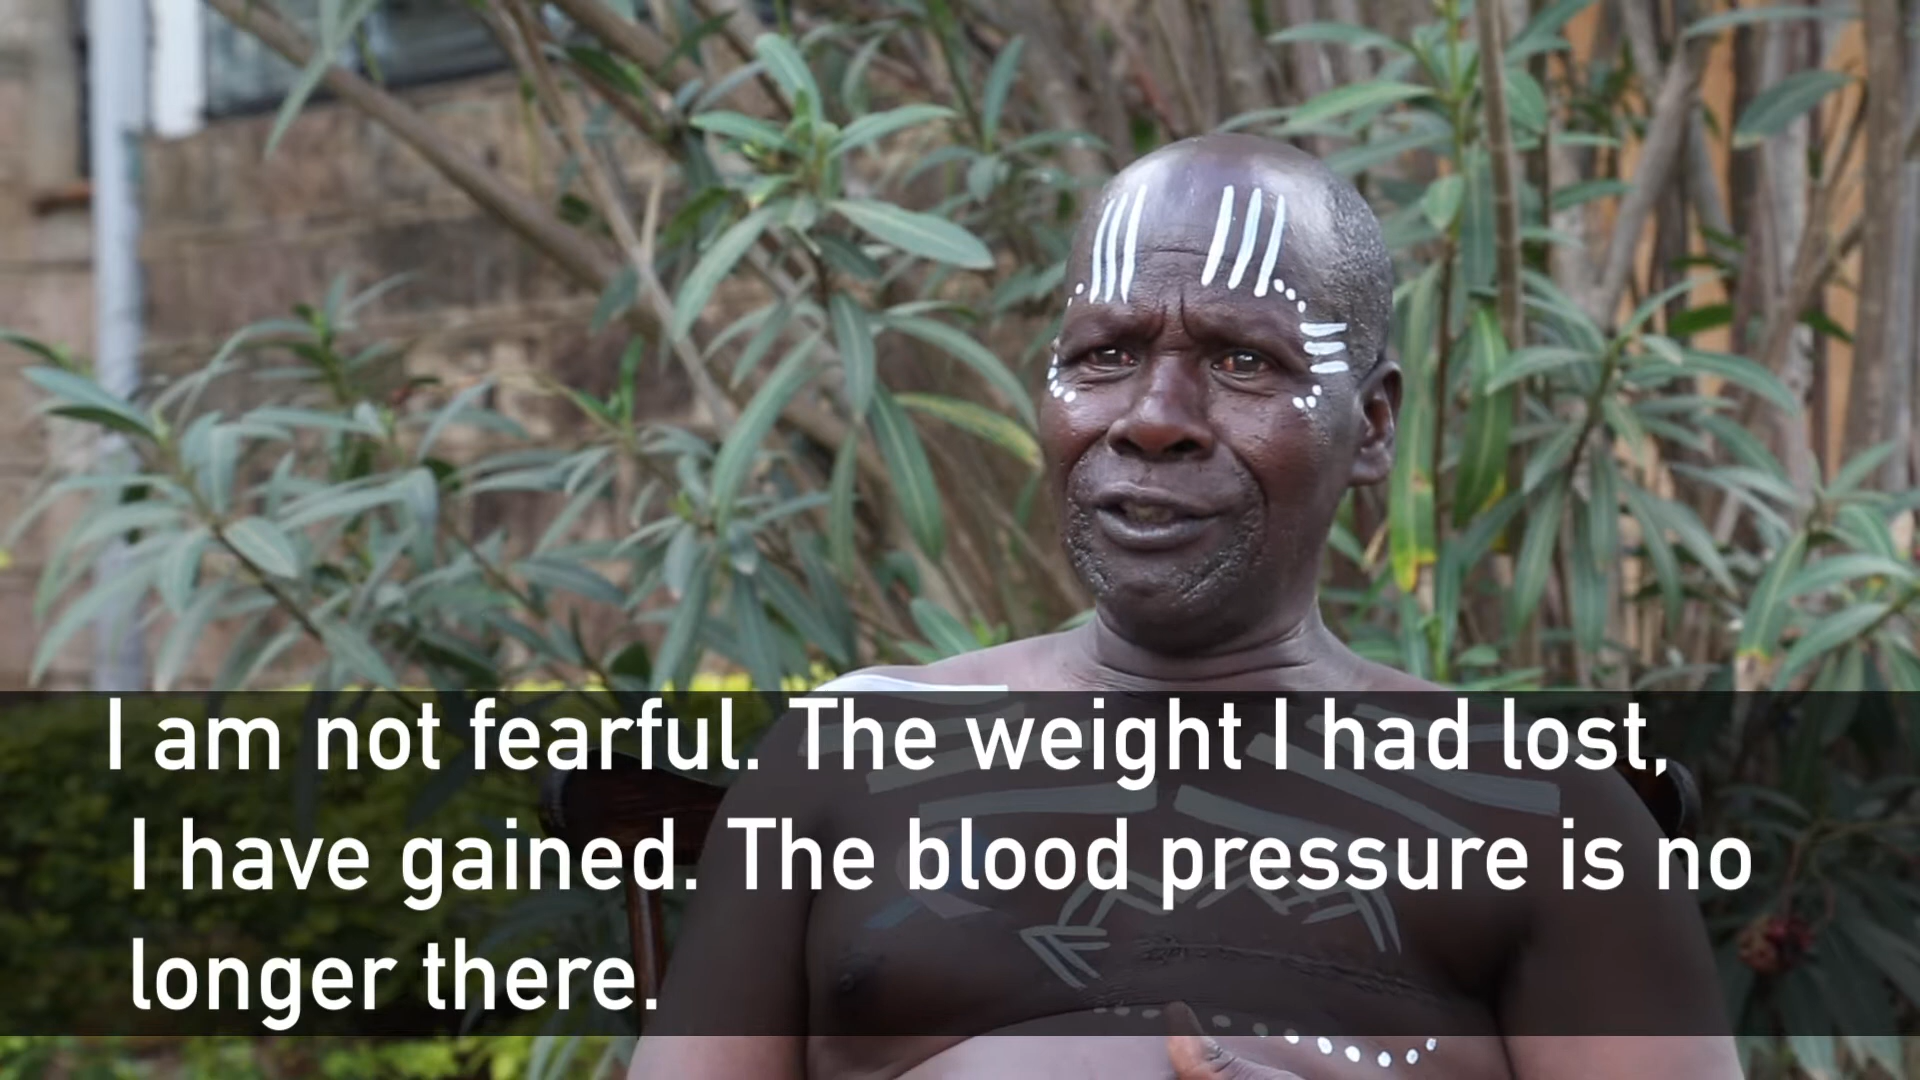 I am not fearful. The weight I had lost,
I have gained. The blood pressure is no
longer there.